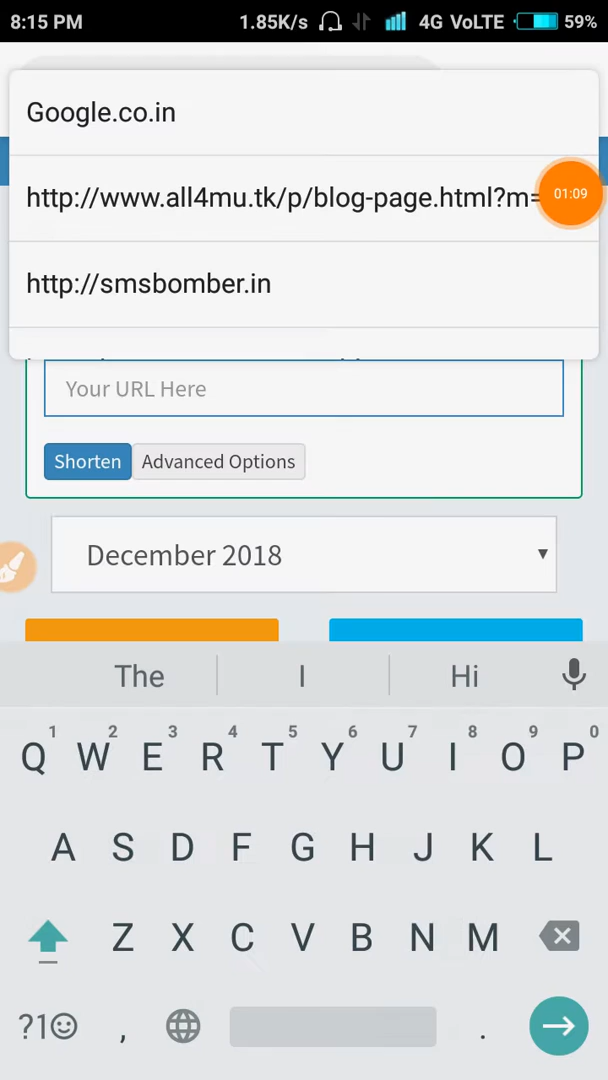 8:15 PM 1.85K/s 4G VoLTE 59%
Google.co.in
http://www.all4mu.tk/p/blog-page.html?m=
01:09
http://smsbomber.in
Your URL Here
Shorten Advanced Options
December 2018
The I Hi
1 2 3 4 5 6 7 8 9 0
Q W E R T Y U I O P
A S D F G H J K L
Z X C V B N M
?1 , .